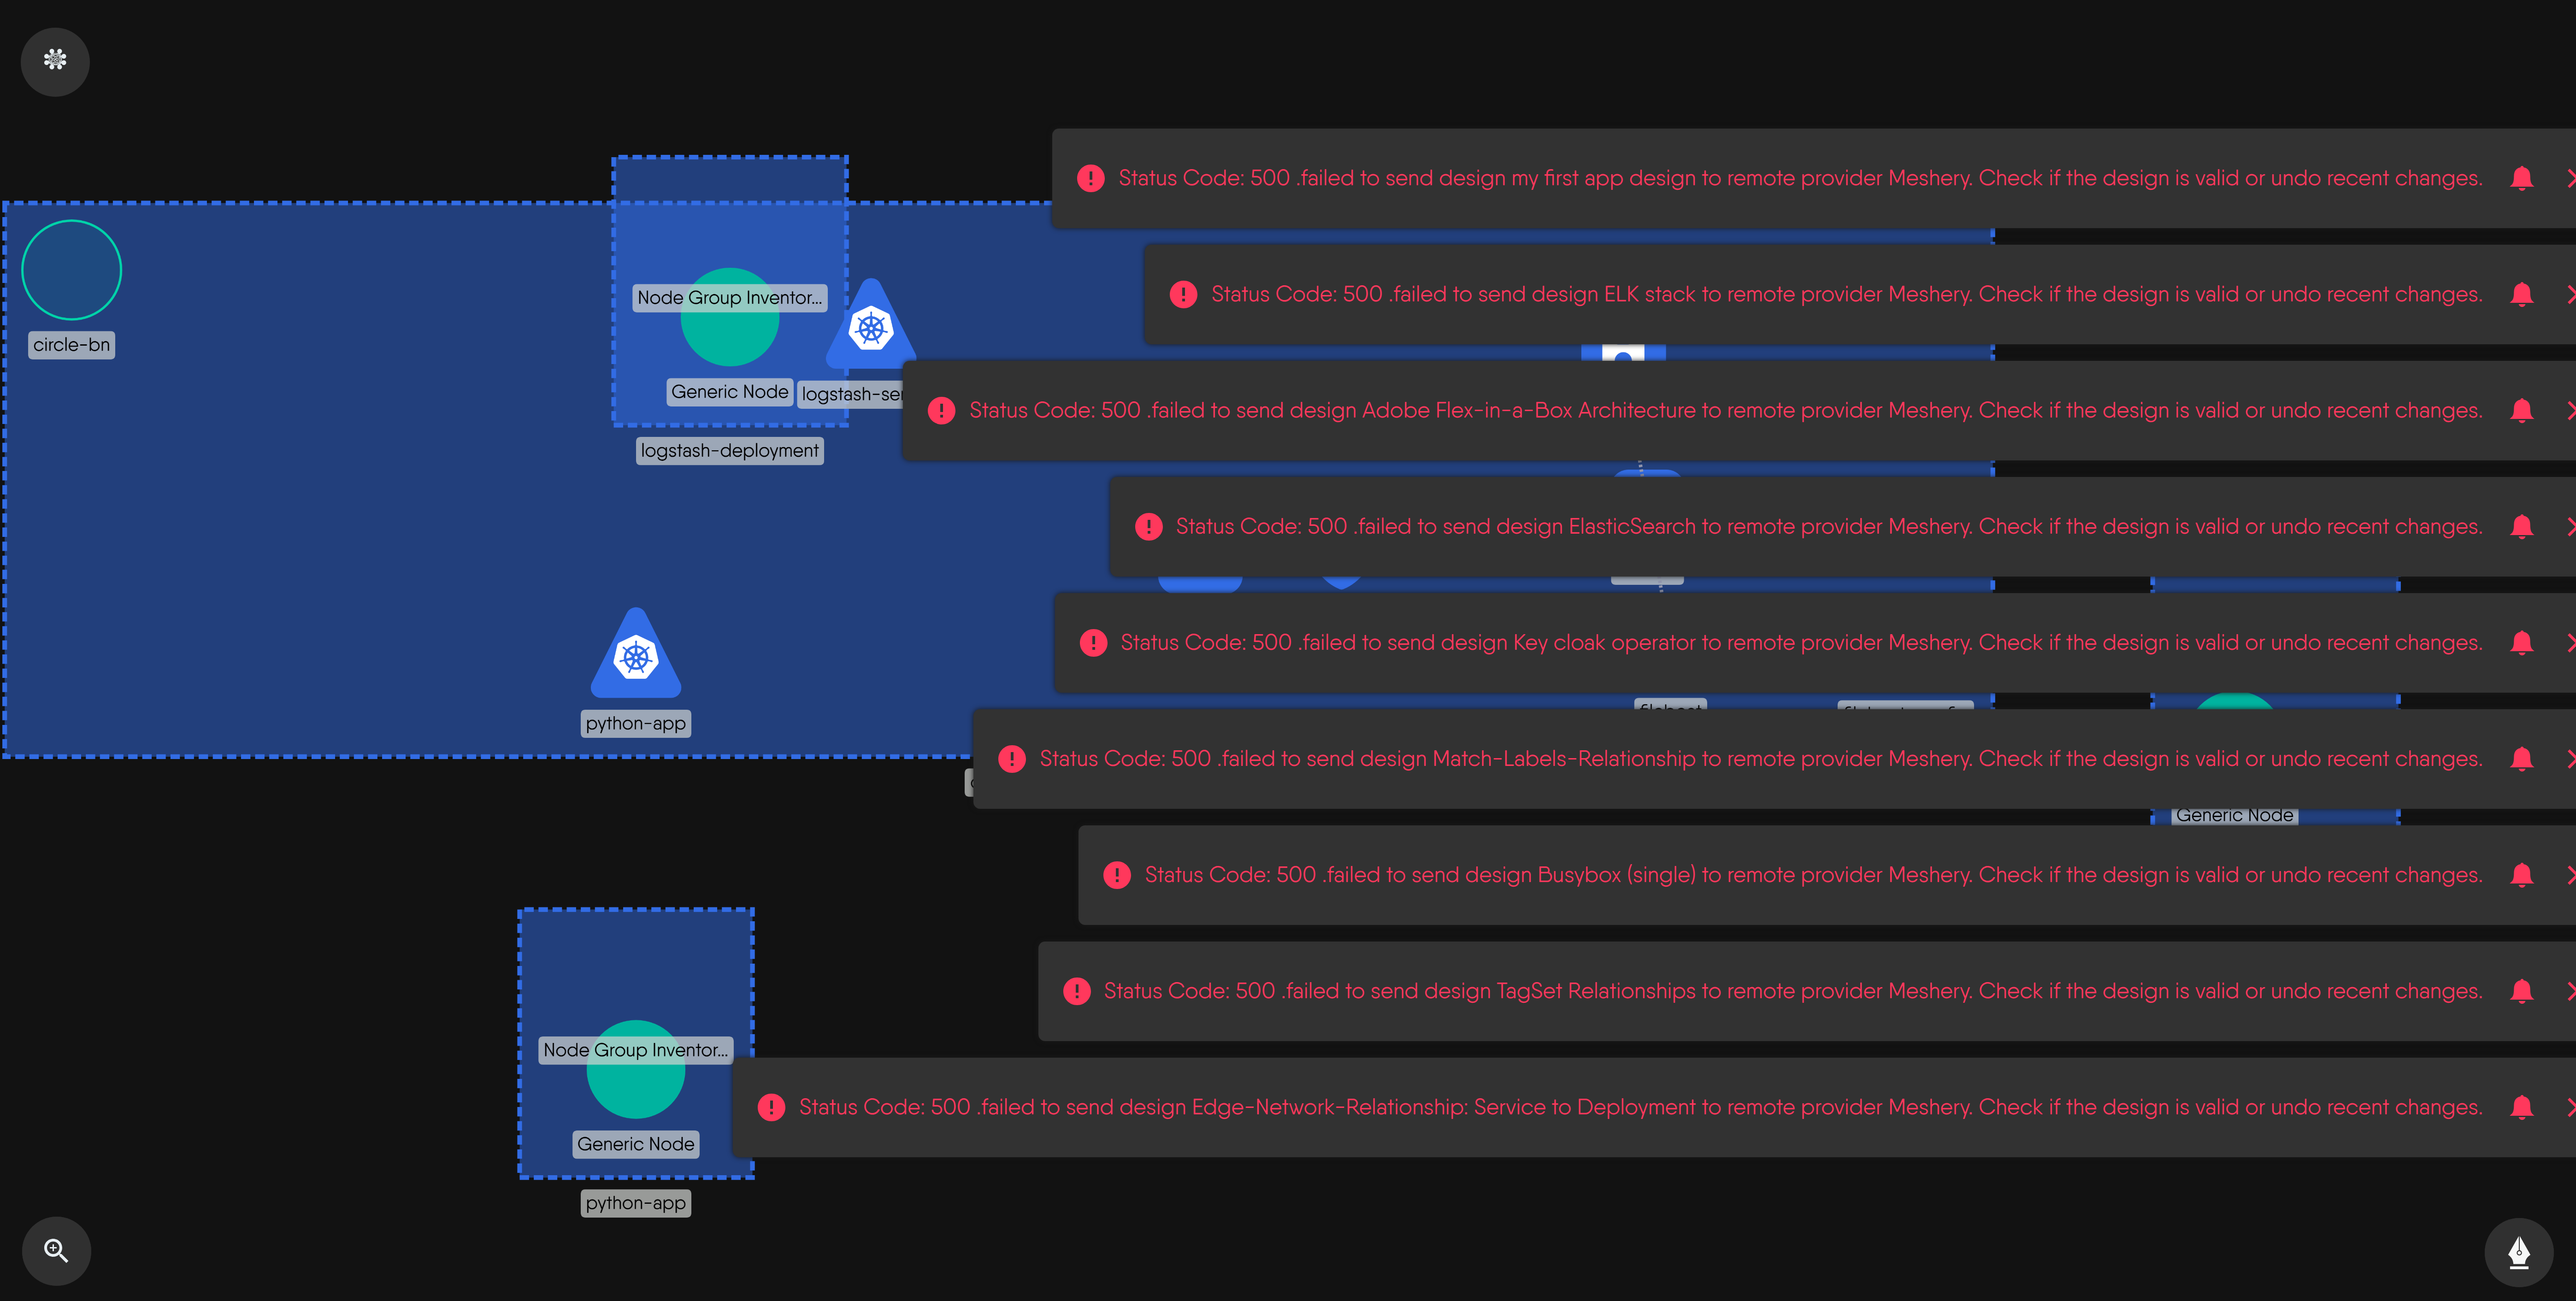 Status Code: 500 .failed to send design my first app design to remote provider Meshery. Check if the design is valid or undo recent changes.
Status Code: 500 .failed to send design ELK stack to remote provider Meshery. Check if the design is valid or undo recent changes.
Node Group Inventor...
circle-bn
Generic Node
logstash-ser
Status Code: 500 .failed to send design Adobe Flex-in-a-Box Architecture to remote provider Meshery. Check if the design is valid or undo recent changes.
logstash-deployment
Status Code: 500 .failed to send design ElasticSearch to remote provider Meshery. Check if the design is valid or undo recent changes.
Status Code: 500 .failed to send design Key cloak operator to remote provider Meshery. Check if the design is valid or undo recent changes.
python-app
Status Code: 500 .failed to send design Match-Labels-Relationship to remote provider Meshery. Check if the design is valid or undo recent changes.
Generic Node
Status Code: 500 .failed to send design Busybox (single) to remote provider Meshery. Check if the design is valid or undo recent changes.
Status Code: 500 .failed to send design TagSet Relationships to remote provider Meshery. Check if the design is valid or undo recent changes.
Node Group Inventor...
Status Code: 500 .failed to send design Edge-Network-Relationship: Service to Deployment to remote provider Meshery. Check if the design is valid or undo recent changes.
Generic Node
python-app